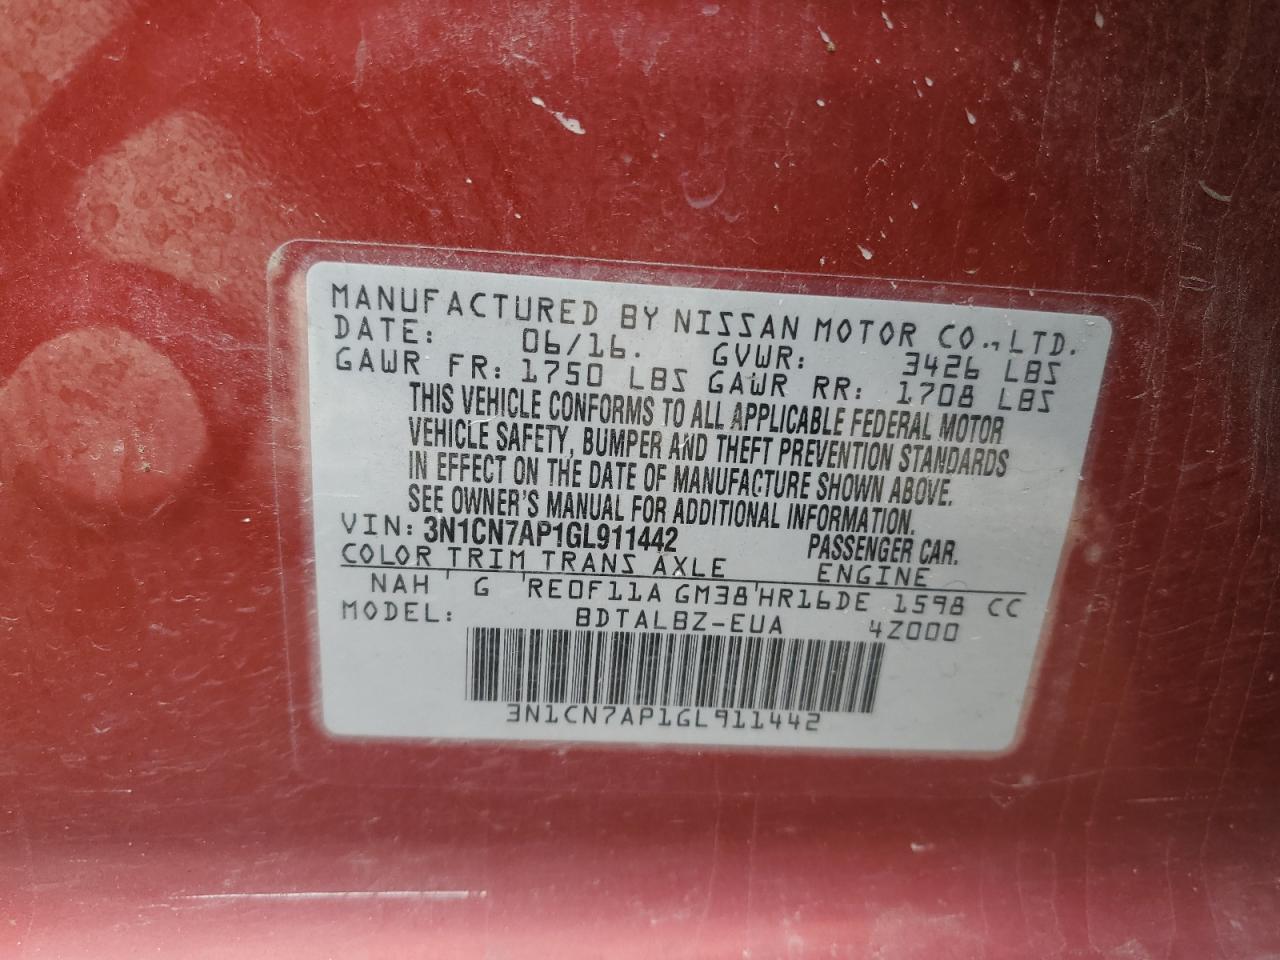 MANUFACTURED BY NISSAN MOTOR CO., LTD.
DATE: 06/16. GVWR: 3426 LBS
GAWR FR: 1750 LBS GAWR RR: 1708 LBS
THIS VEHICLE CONFORMS TO ALL APPLICABLE FEDERAL MOTOR
VEHICLE SAFETY, BUMPER AND THEFT PREVENTION STANDARDS
IN EFFECT ON THE DATE OF MANUFACTURE SHOWN ABOVE.
SEE OWNER'S MANUAL FOR ADDITIONAL INFORMATION.
VIN: 3N1CN7AP1GL911442 PASSENGER CAR.
COLOR TRIM TRANS AXLE ENGINE
NAH ' G ' RE0F11A GM38'HR16DE 1598 CC
MODEL: BDTALBZ-EUA 4Z000
3N1CN7AP1GL911442